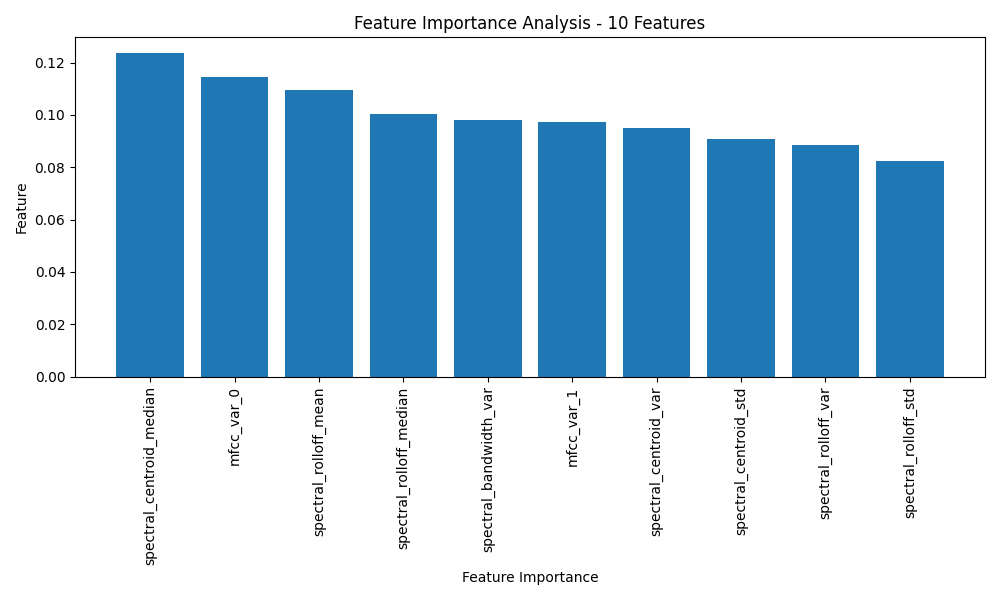 Feature Importance Analysis - 10 Features
Feature
0.12
0.10
0.08
0.06
0.04
0.02
0.00
spectral_centroid_median
mfcc_var_0
spectral_rolloff_mean
spectral_rolloff_median
spectral_bandwidth_var
mfcc_var_1
spectral_centroid_var
spectral_centroid_std
spectral_rolloff_var
spectral_rolloff_std
Feature Importance